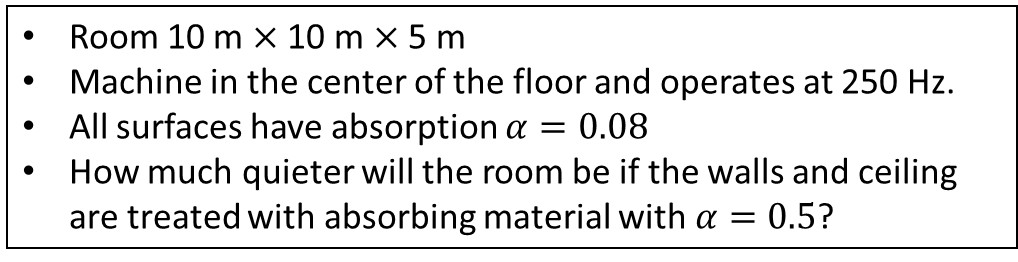 • Room 10 m × 10 m × 5 m
• Machine in the center of the floor and operates at 250 Hz.
• All surfaces have absorption 𝛼 = 0.08
• How much quieter will the room be if the walls and ceiling
are treated with absorbing material with 𝛼 = 0.5?